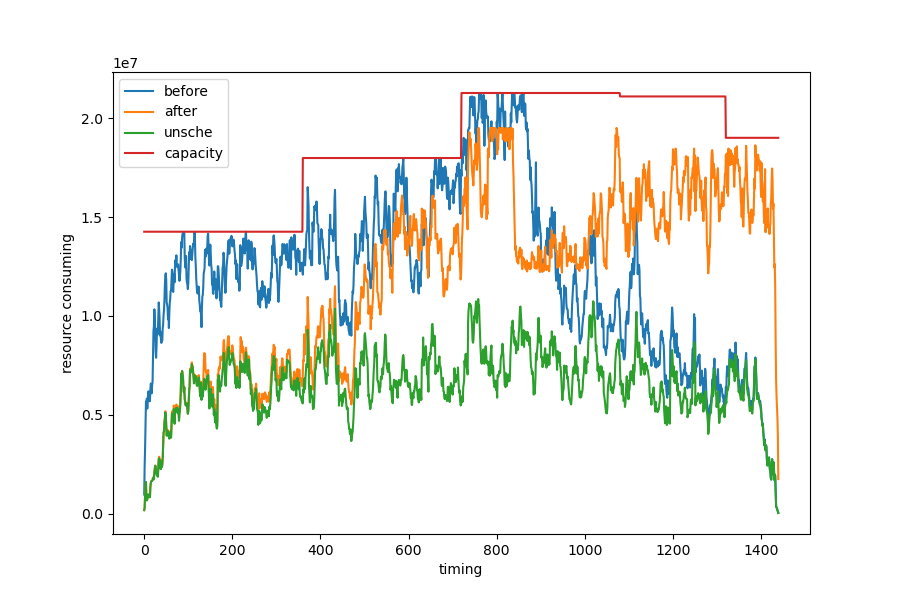 1e7
before
after
unsche
capacity
2.0
1.5
1.0
0.5
0.0
resource consuming
0 200 400 600 800 1000 1200 1400
timing